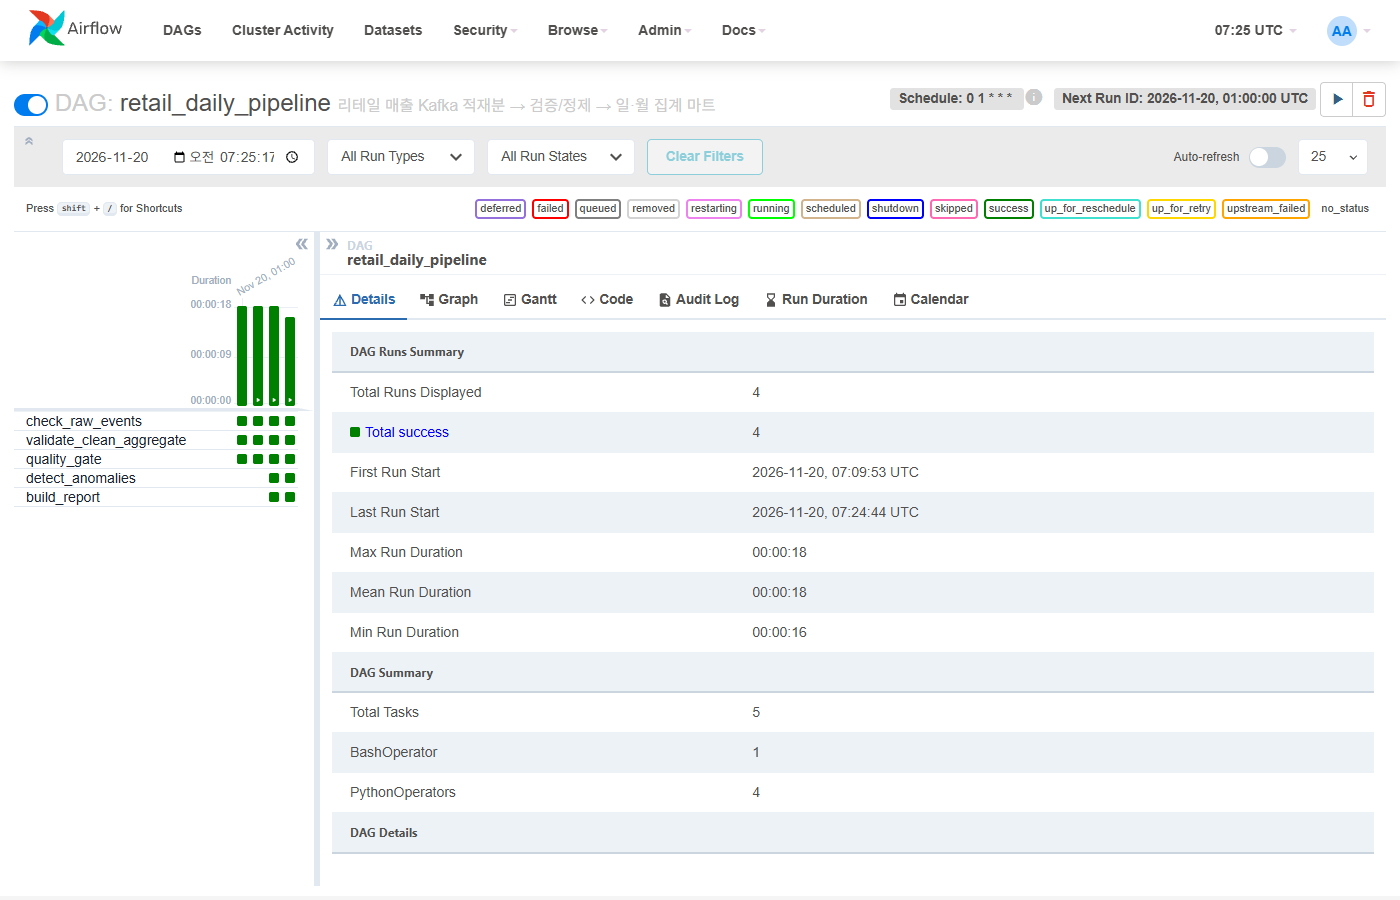 Airflow DAGs Cluster Activity Datasets Security Browse Admin Docs 07:25 UTC AA
DAG: retail_daily_pipeline 리테일 매출 Kafka 적재분 → 검증/정제 → 일·월 집계 마트 Schedule: 0 1 * * * i Next Run ID: 2026-11-20, 01:00:00 UTC
2026-11-20 오전 07:25:17 All Run Types All Run States Clear Filters Auto-refresh 25
Press shift + / for Shortcuts deferred failed queued removed restarting running scheduled shutdown skipped success up_for_reschedule up_for_retry upstream_failed no_status
DAG
retail_daily_pipeline
Duration Nov 20, 01:00
00:00:18
00:00:09
00:00:00
check_raw_events
validate_clean_aggregate
quality_gate
detect_anomalies
build_report
Details Graph Gantt Code Audit Log Run Duration Calendar
DAG Runs Summary
Total Runs Displayed 4
Total success 4
First Run Start 2026-11-20, 07:09:53 UTC
Last Run Start 2026-11-20, 07:24:44 UTC
Max Run Duration 00:00:18
Mean Run Duration 00:00:18
Min Run Duration 00:00:16
DAG Summary
Total Tasks 5
BashOperator 1
PythonOperators 4
DAG Details